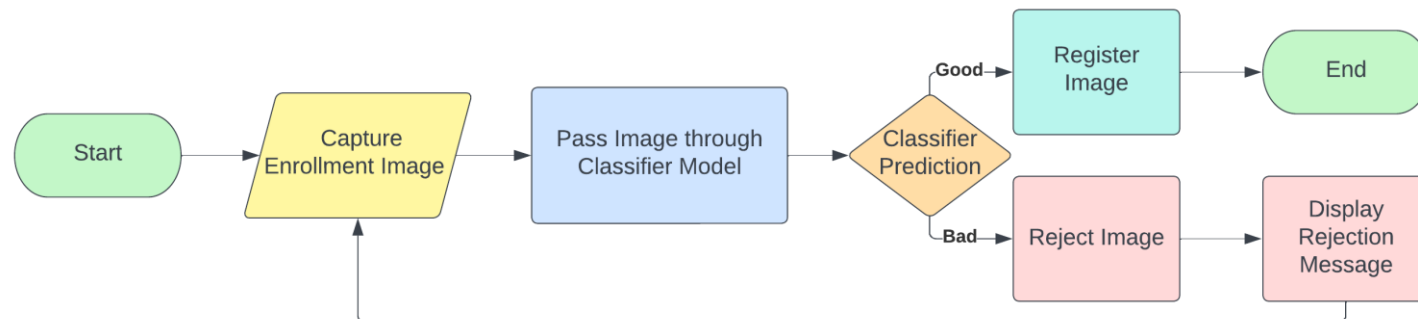 Start
Capture
Enrollment Image
Pass Image through
Classifier Model
Classifier
Prediction
Good
Register
Image
End
Bad
Reject Image
Display
Rejection
Message